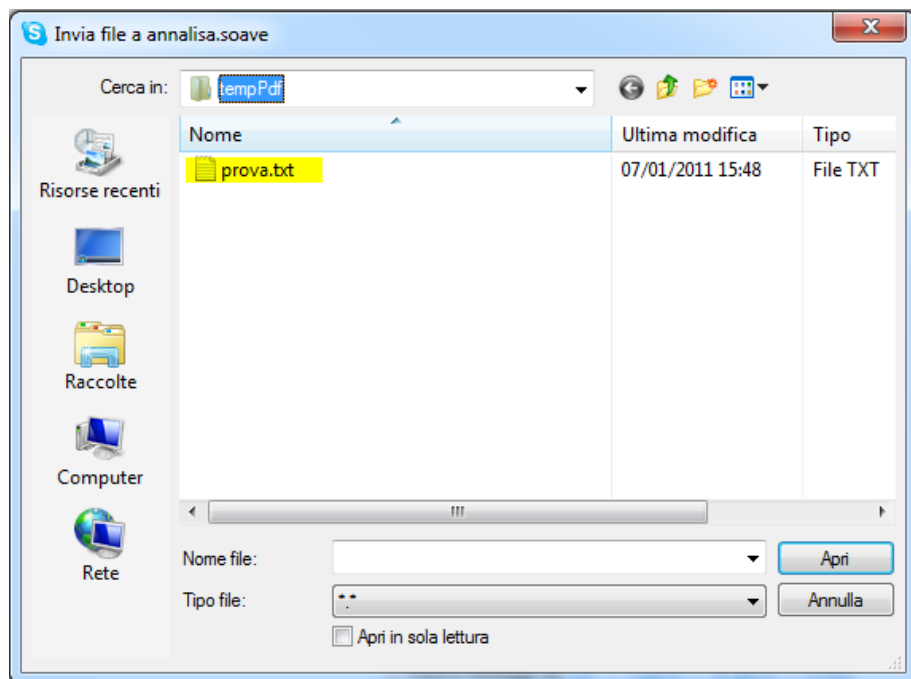 Invia file a annalisa.soave
Cerca in: tempPdf
Nome Ultima modifica Tipo
prova.txt 07/01/2011 15:48 File TXT
Risorse recenti
Desktop
Raccolte
Computer
Rete
Nome file: Apri
Tipo file: *.* Annulla
Apri in sola lettura